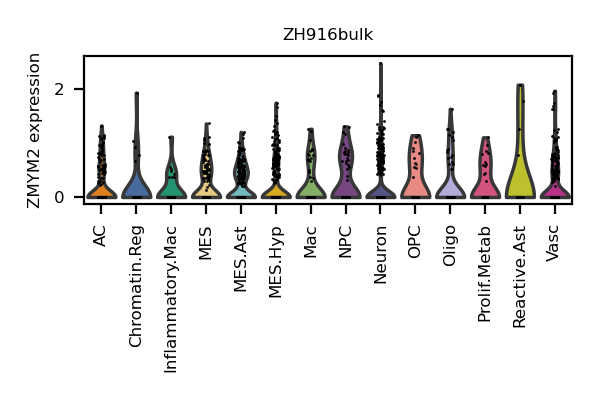 ZH916bulk
ZMYM2 expression
2
0
AC
Chromatin.Reg
Inflammatory.Mac
MES
MES.Ast
MES.Hyp
Mac
NPC
Neuron
OPC
Oligo
Prolif.Metab
Reactive.Ast
Vasc